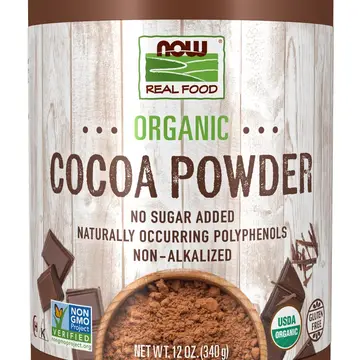 NOW
REAL FOOD
ORGANIC
COCOA POWDER
NO SUGAR ADDED
NATURALLY OCCURRING POLYPHENOLS
NON-ALKALIZED
NON
GMO
Project
VERIFIED
nongmoproject.org
USDA
ORGANIC
GLUTEN
FREE
NET WT. 12 OZ. (340g)